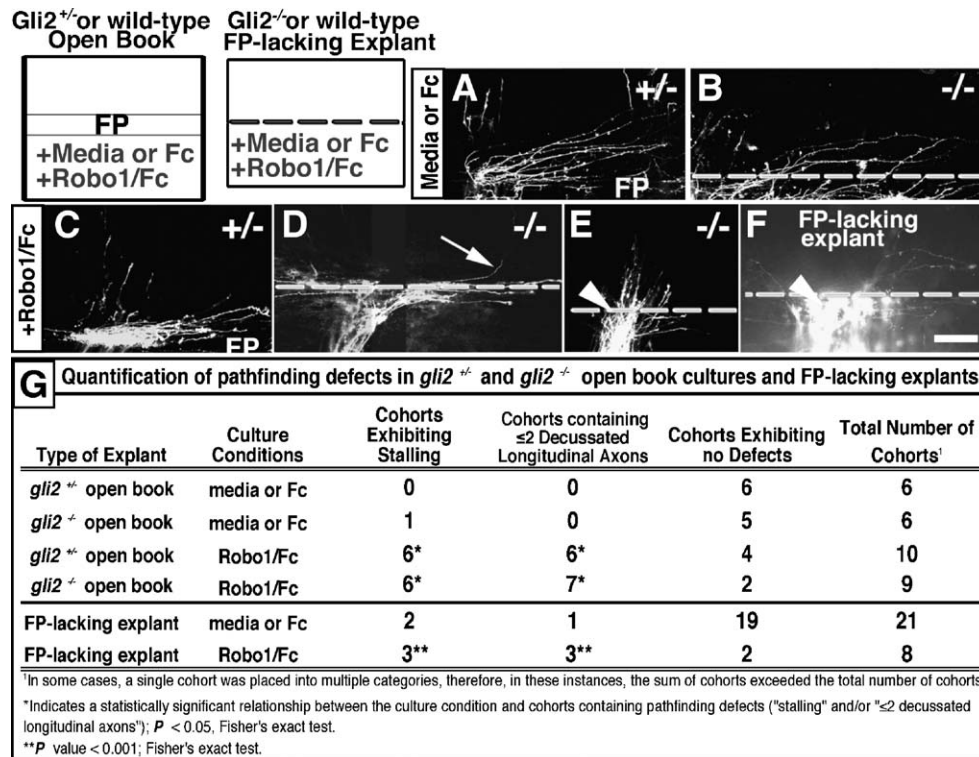 Gli2+/- or wild-type
Open Book
FP
+Media or Fc
+Robo1/Fc
Gli2-/- or wild-type
FP-lacking Explant
+Media or Fc
+Robo1/Fc
Media or Fc
A
+/-
FP
B
-/-
+Robo1/Fc
C
+/-
FP
D
-/-
E
-/-
F
FP-lacking
explant
G
Quantification of pathfinding defects in gli2 +/- and gli2 -/- open book cultures and FP-lacking explants
Type of Explant Culture Conditions Cohorts Exhibiting Stalling Cohorts containing ≤2 Decussated Longitudinal Axons Cohorts Exhibiting no Defects Total Number of Cohorts¹
gli2 +/- open book media or Fc 0 0 6 6
gli2 -/- open book media or Fc 1 0 5 6
gli2 +/- open book Robo1/Fc 6* 6* 4 10
gli2 -/- open book Robo1/Fc 6* 7* 2 9
FP-lacking explant media or Fc 2 1 19 21
FP-lacking explant Robo1/Fc 3** 3** 2 8
¹In some cases, a single cohort was placed into multiple categories, therefore, in these instances, the sum of cohorts exceeded the total number of cohorts
*Indicates a statistically significant relationship between the culture condition and cohorts containing pathfinding defects ("stalling" and/or "≤2 decussated
longitudinal axons"); P < 0.05, Fisher's exact test.
**P value < 0.001; Fisher's exact test.